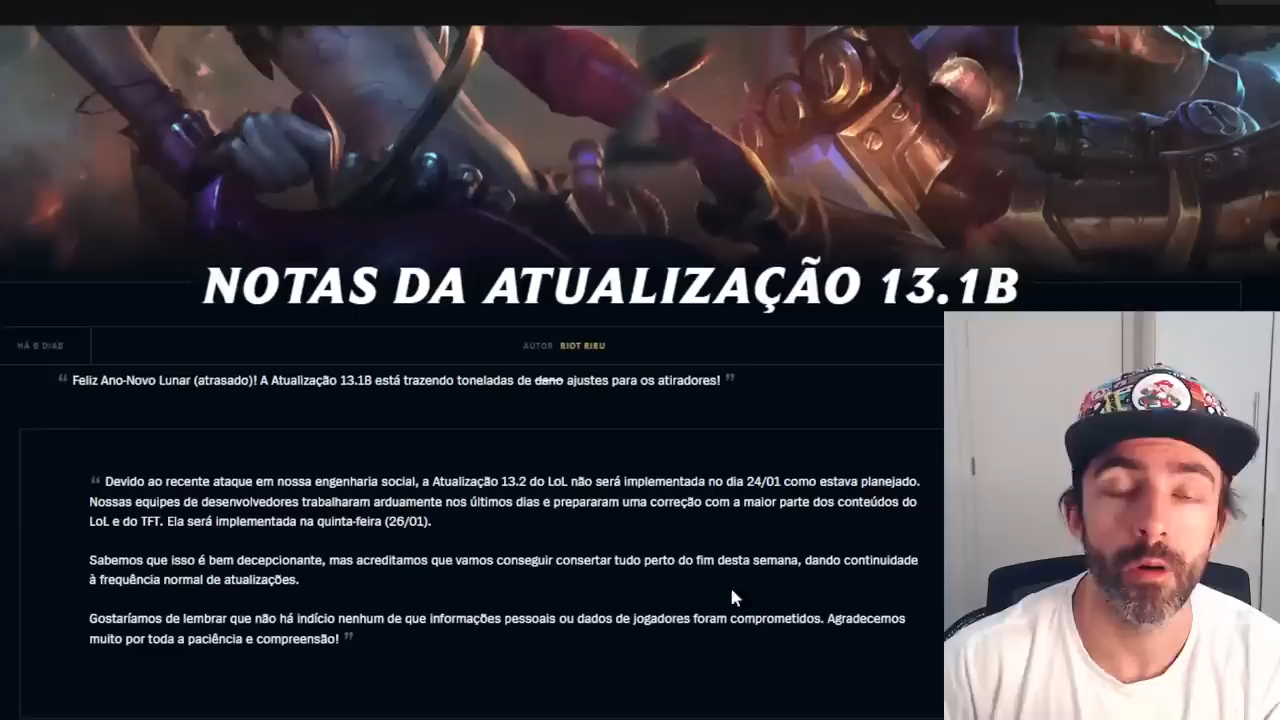 NOTAS DA ATUALIZAÇÃO 13.1B
HÁ 6 DIAS
AUTOR RIOT RIRU
“ Feliz Ano-Novo Lunar (atrasado)! A Atualização 13.1B está trazendo toneladas de dano ajustes para os atiradores! ”
“ Devido ao recente ataque em nossa engenharia social, a Atualização 13.2 do LoL não será implementada no dia 24/01 como estava planejado.
Nossas equipes de desenvolvedores trabalharam arduamente nos últimos dias e prepararam uma correção com a maior parte dos conteúdos do
LoL e do TFT. Ela será implementada na quinta-feira (26/01).
Sabemos que isso é bem decepcionante, mas acreditamos que vamos conseguir consertar tudo perto do fim desta semana, dando continuidade
à frequência normal de atualizações.
Gostaríamos de lembrar que não há indício nenhum de que informações pessoais ou dados de jogadores foram comprometidos. Agradecemos
muito por toda a paciência e compreensão! ”